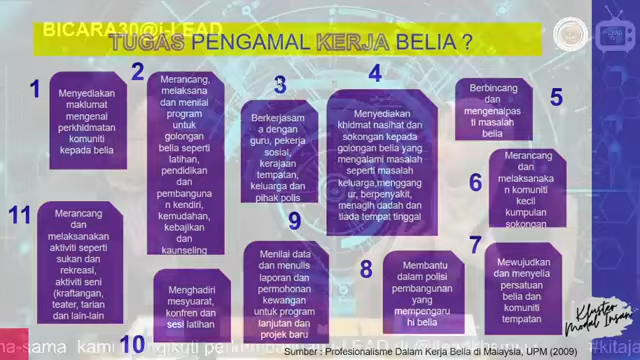 BICARA30@i-LEAD
TUGAS PENGAMAL KERJA BELIA ?
1
Menyediakan
maklumat
mengenai
perkhidmatan
komuniti
kepada belia
2
Merancang,
melaksana
dan menilai
program
untuk
golongan
belia seperti
latihan,
pendidikan
dan
pembanguna
n kendiri,
kemudahan,
kebajikan
dan
kaunseling
3
Berkerjasam
a dengan
guru, pekerja
sosial,
kerajaan
tempatan,
keluarga dan
pihak polis
4
Menyediakan
khidmat nasihat dan
sokongan kepada
golongan belia yang
mengalami masalah
seperti masalah
keluarga,menggang
ur, berpenyakit,
menagih dadah dan
tiada tempat tinggal
5
Berbincang
dan
mengenalpas
ti masalah
belia
6
Merancang
dan
melaksanaka
n komuniti
kecil
kumpulan
sokongan
7
Mewujudkan
dan menyelia
persatuan
belia dan
komuniti
tempatan
8
Membantu
dalam polisi
pembangunan
yang
mempengaru
hi belia
9
Menilai data
dan menulis
laporan dan
permohonan
kewangan
untuk program
lanjutan dan
projek baru
10
Menghadiri
mesyuarat,
konfren dan
sesi latihan
11
Merancang
dan
melaksanakan
aktiviti seperti
sukan dan
rekreasi,
aktiviti seni
(kraftangan,
teater, tarian
dan lain-lain
Kluster
Modal Insan
Sumber : Profesionalisme Dalam Kerja Belia di Malaysia, UPM (2009)